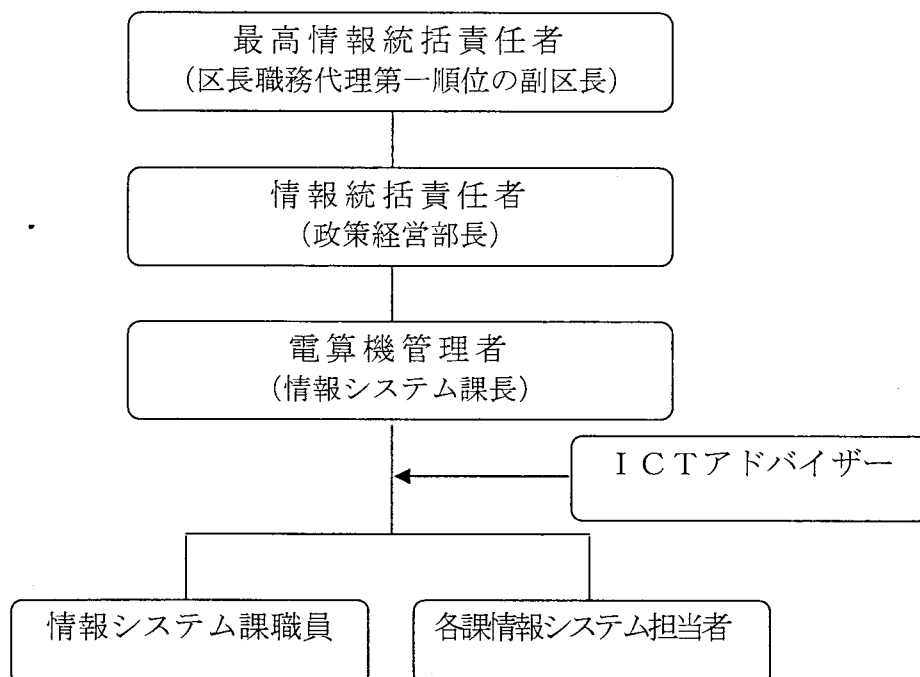 最高情報統括責任者
(区長職務代理第一順位の副区長)
情報統括責任者
(政策経営部長)
電算機管理者
(情報システム課長)
ＩＣＴアドバイザー
情報システム課職員
各課情報システム担当者